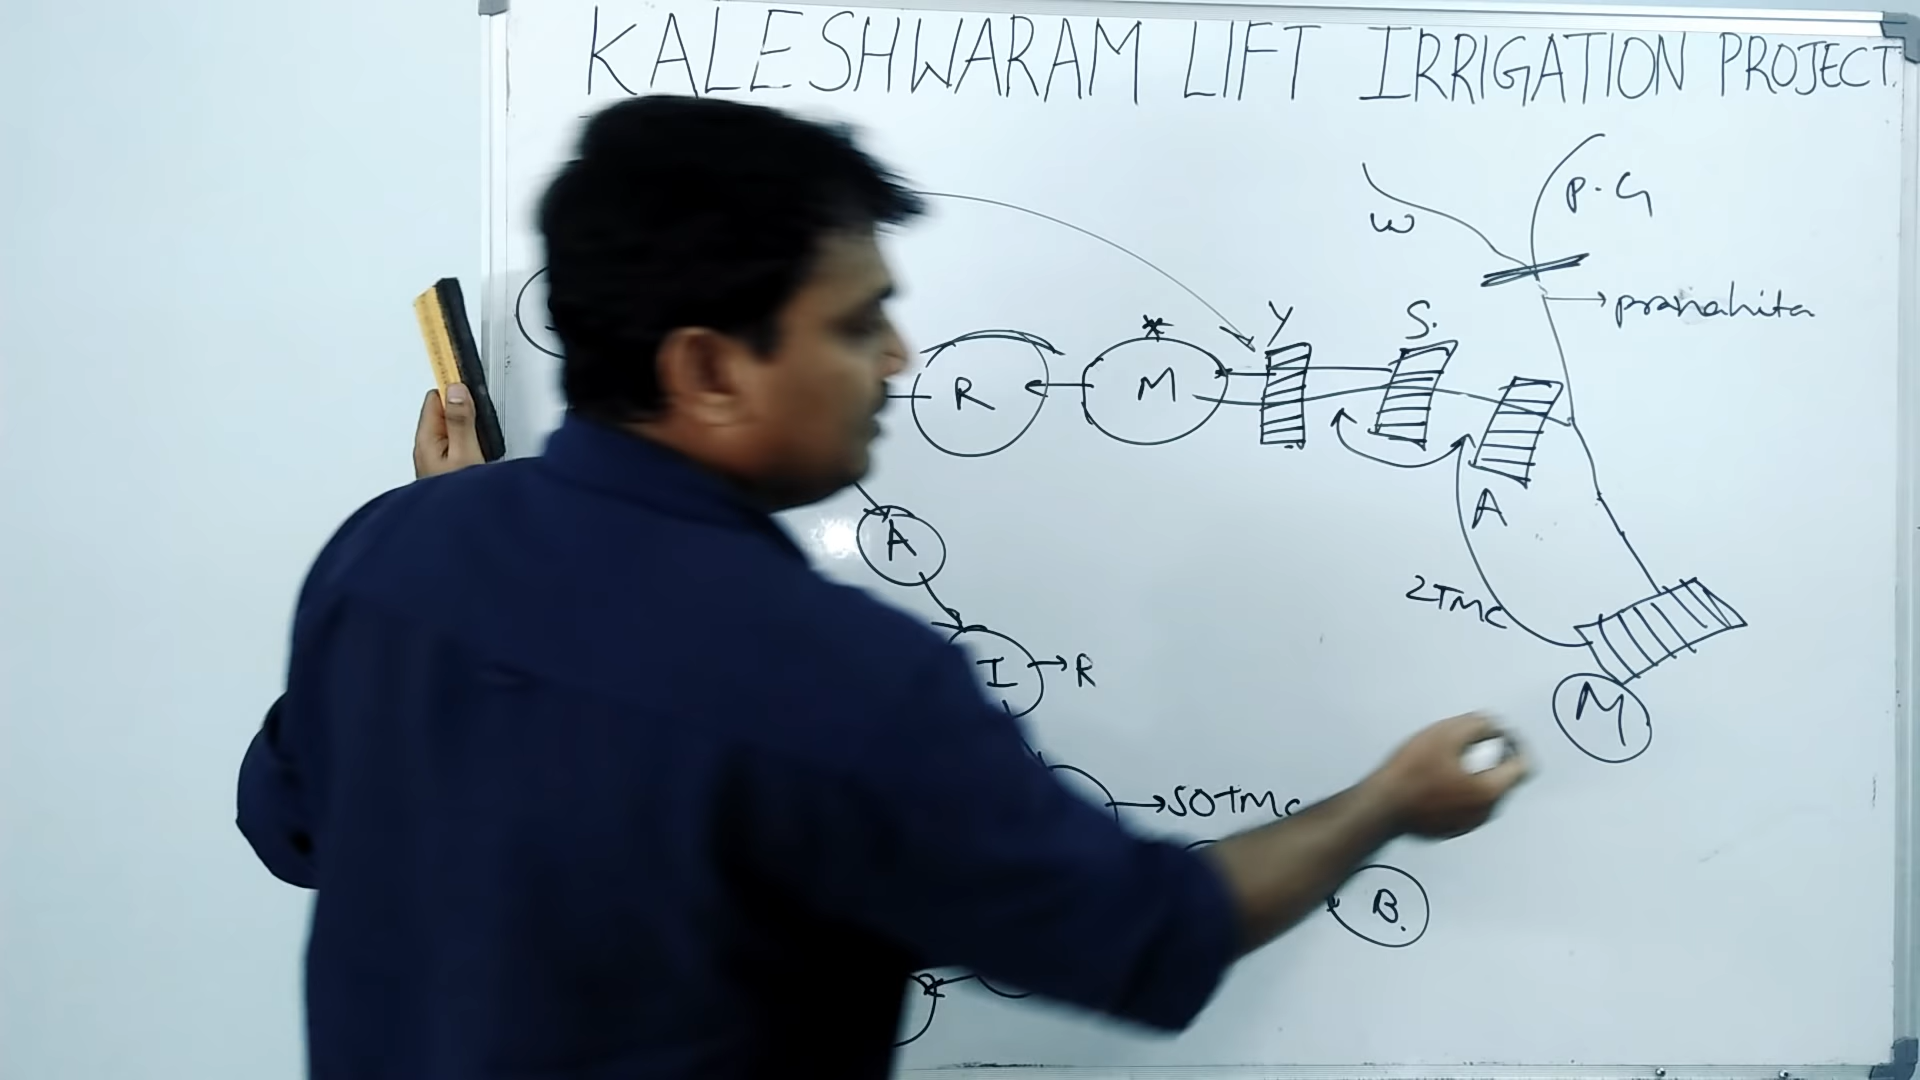 KALESHWARAM LIFT IRRIGATION PROJECT.
P.G
W
pranahita
Y
S.
R
M
A
A
2TMC
I
R
M
50TMC
B.